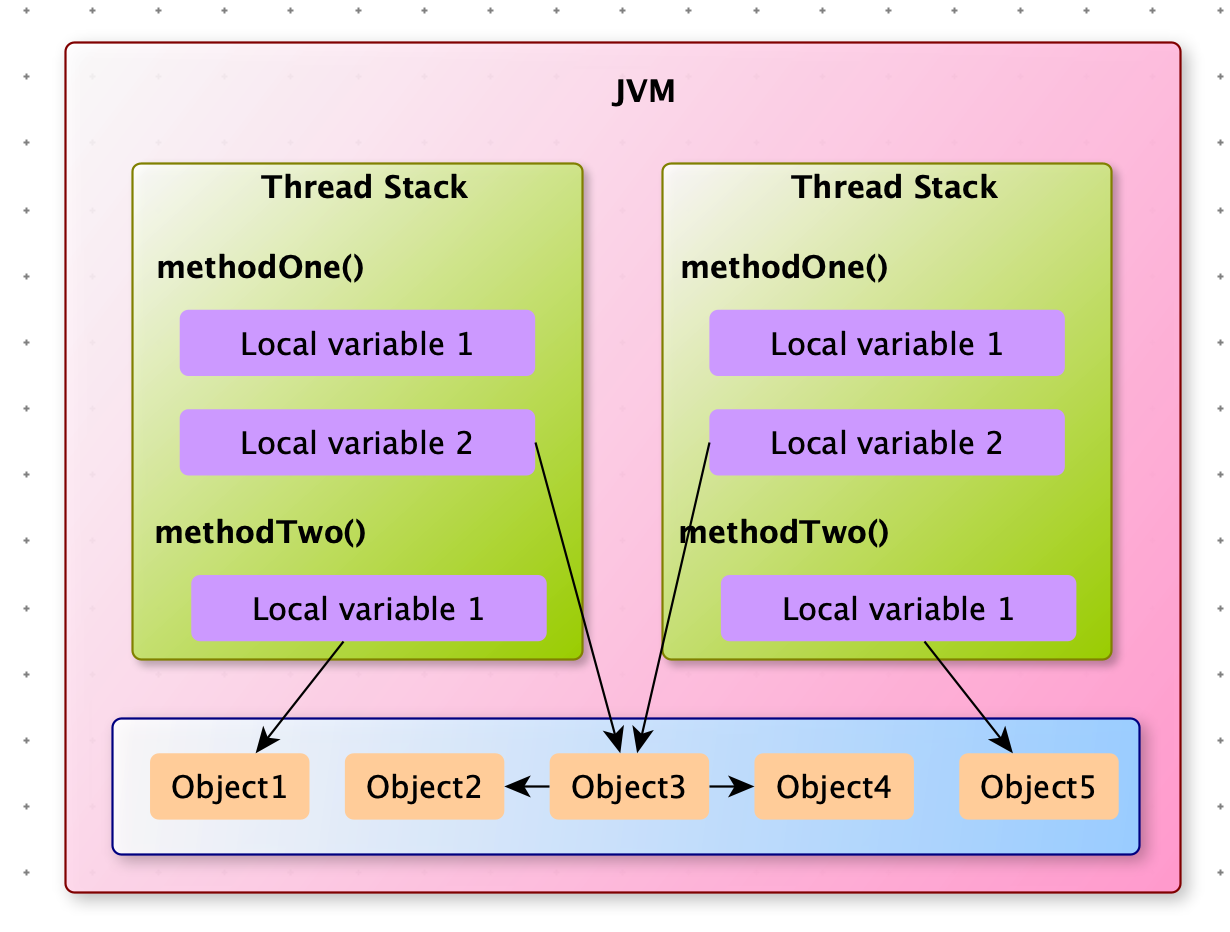 JVM
Thread Stack
methodOne()
Local variable 1
Local variable 2
methodTwo()
Local variable 1
Thread Stack
methodOne()
Local variable 1
Local variable 2
methodTwo()
Local variable 1
Object1
Object2
Object3
Object4
Object5